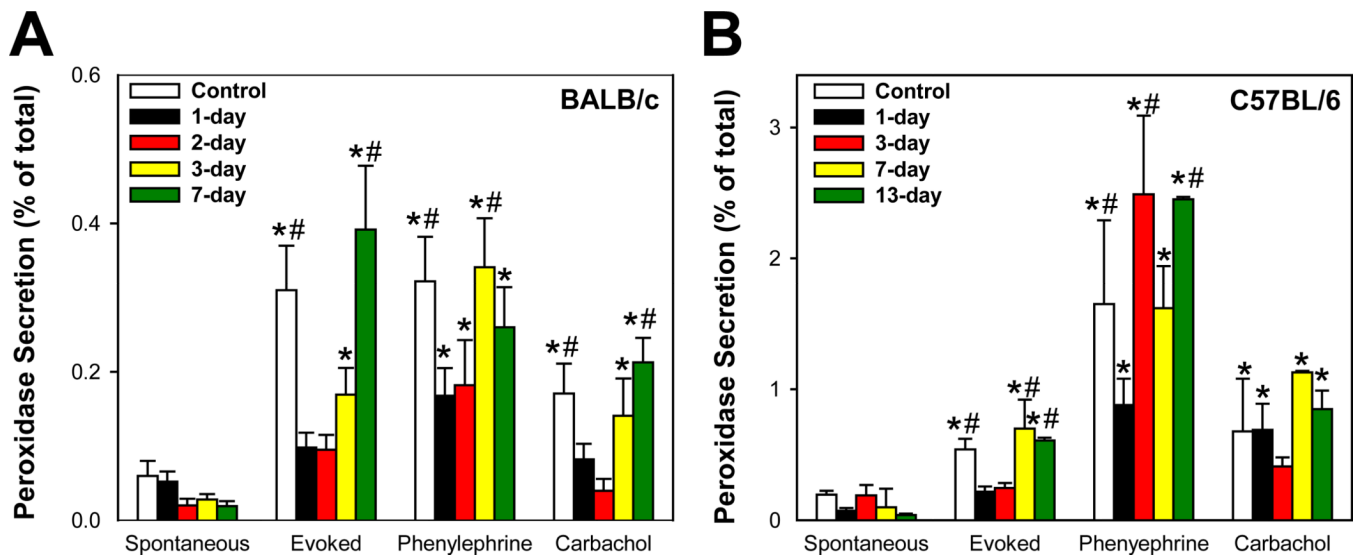 A
Peroxidase Secretion (% of total)
0.6
0.4
0.2
0.0
Control
1-day
2-day
3-day
7-day
BALB/c
*#
*
*#
*#
*
*
*#
*
*#
*
*#
Spontaneous
Evoked
Phenylephrine
Carbachol
B
Peroxidase Secretion (% of total)
3
2
1
0
Control
1-day
3-day
7-day
13-day
C57BL/6
*#
*#
*#
*#
*
*#
*
*#
*
*
*
*
Spontaneous
Evoked
Phenylephrine
Carbachol